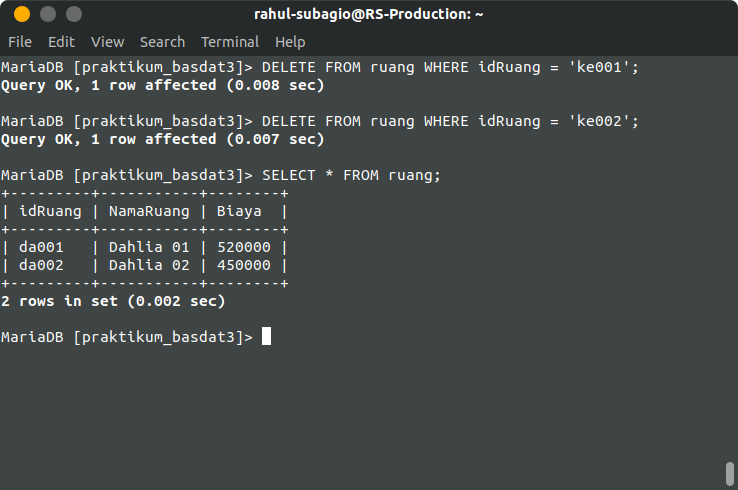 rahul-subagio@RS-Production: ~
File Edit View Search Terminal Help
MariaDB [praktikum_basdat3]> DELETE FROM ruang WHERE idRuang = 'ke001';
Query OK, 1 row affected (0.008 sec)
MariaDB [praktikum_basdat3]> DELETE FROM ruang WHERE idRuang = 'ke002';
Query OK, 1 row affected (0.007 sec)
MariaDB [praktikum_basdat3]> SELECT * FROM ruang;
+---------+-----------+--------+
| idRuang | NamaRuang | Biaya  |
+---------+-----------+--------+
| da001   | Dahlia 01 | 520000 |
| da002   | Dahlia 02 | 450000 |
+---------+-----------+--------+
2 rows in set (0.002 sec)
MariaDB [praktikum_basdat3]>